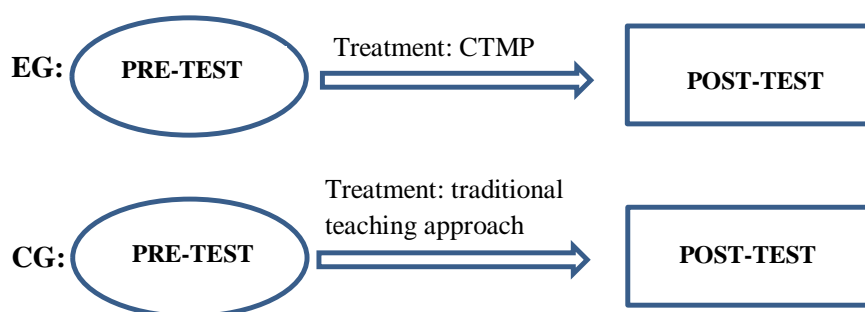 Treatment: CTMP
EG: PRE-TEST POST-TEST
Treatment: traditional
teaching approach
CG: PRE-TEST POST-TEST